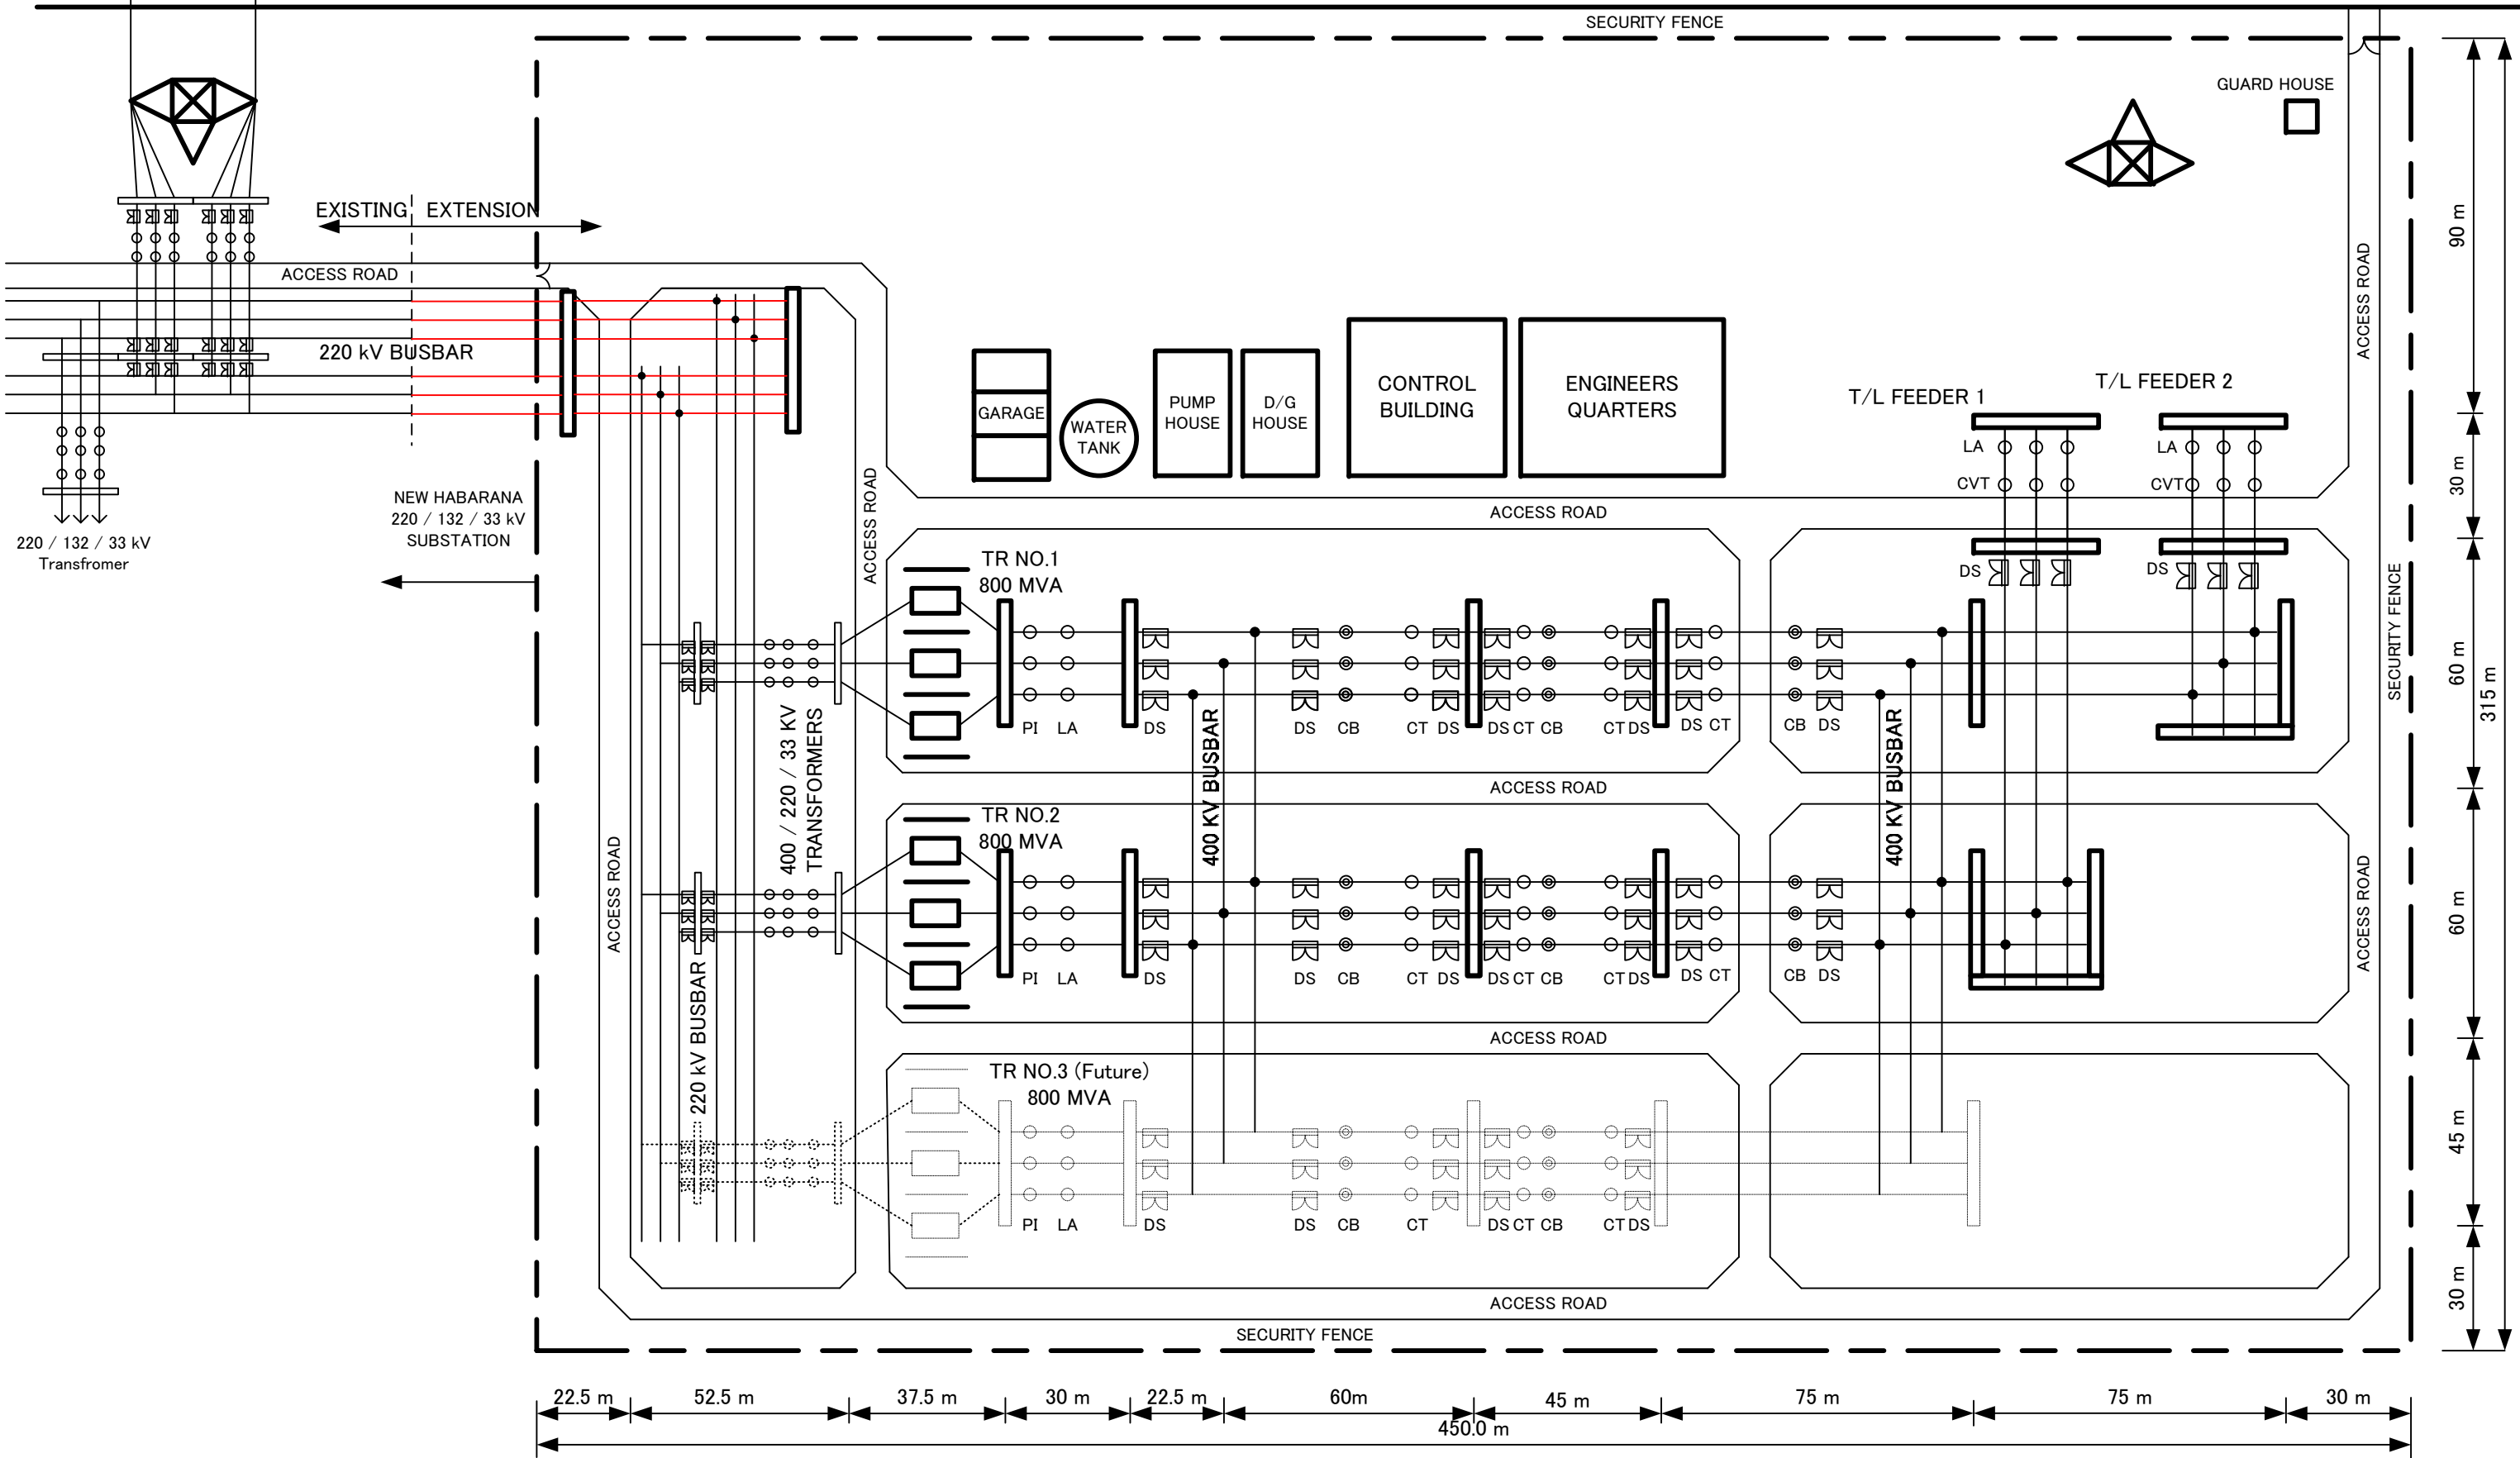 SECURITY FENCE
GUARD HOUSE
EXISTING
EXTENSION
ACCESS ROAD
90 m
ACCESS ROAD
220 kV BUSBAR
GARAGE
WATER
TANK
PUMP
HOUSE
D/G
HOUSE
CONTROL
BUILDING
ENGINEERS
QUARTERS
T/L FEEDER 1
T/L FEEDER 2
LA
LA
CVT
CVT
30 m
NEW HABARANA
220 / 132 / 33 kV
SUBSTATION
ACCESS ROAD
ACCESS ROAD
220 / 132 / 33 kV
Transfromer
TR NO.1
800 MVA
DS
DS
SECURITY FENCE
60 m
315 m
400 / 220 / 33 KV
TRANSFORMERS
400 KV BUSBAR
400 KV BUSBAR
PI
LA
DS
DS
CB
CT
DS
DS
CT
CB
CT
DS
DS
CT
CB
DS
ACCESS ROAD
TR NO.2
800 MVA
ACCESS ROAD
ACCESS ROAD
60 m
220 kV BUSBAR
PI
LA
DS
DS
CB
CT
DS
DS
CT
CB
CT
DS
DS
CT
CB
DS
ACCESS ROAD
TR NO.3 (Future)
800 MVA
45 m
PI
LA
DS
DS
CB
CT
DS
CT
CB
CT
DS
30 m
ACCESS ROAD
SECURITY FENCE
22.5 m
52.5 m
37.5 m
30 m
22.5 m
60m
45 m
75 m
75 m
30 m
450.0 m